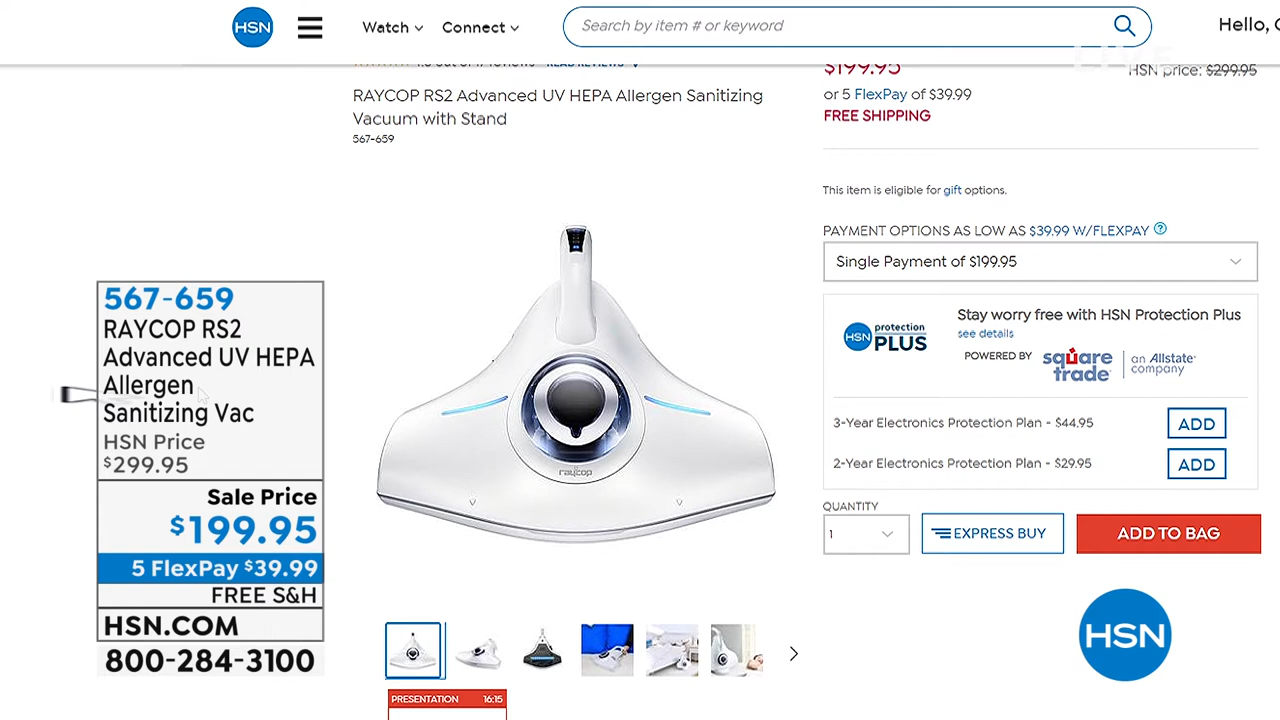 HSN
Watch
Connect
Search by item # or keyword
Hello,
LIVE
READ REVIEWS
RAYCOP RS2 Advanced UV HEPA Allergen Sanitizing
Vacuum with Stand
567-659
$199.95
HSN price: $299.95
or 5 FlexPay of $39.99
FREE SHIPPING
This item is eligible for gift options.
PAYMENT OPTIONS AS LOW AS $39.99 W/FLEXPAY ?
Single Payment of $199.95
HSN protection PLUS
Stay worry free with HSN Protection Plus
see details
POWERED BY
square trade
an Allstate company
3-Year Electronics Protection Plan - $44.95
ADD
2-Year Electronics Protection Plan - $29.95
ADD
QUANTITY
1
EXPRESS BUY
ADD TO BAG
raycop
567-659
RAYCOP RS2
Advanced UV HEPA
Allergen
Sanitizing Vac
HSN Price
$299.95
Sale Price
$199.95
5 FlexPay $39.99
FREE S&H
HSN.COM
800-284-3100
PRESENTATION 16:15
HSN